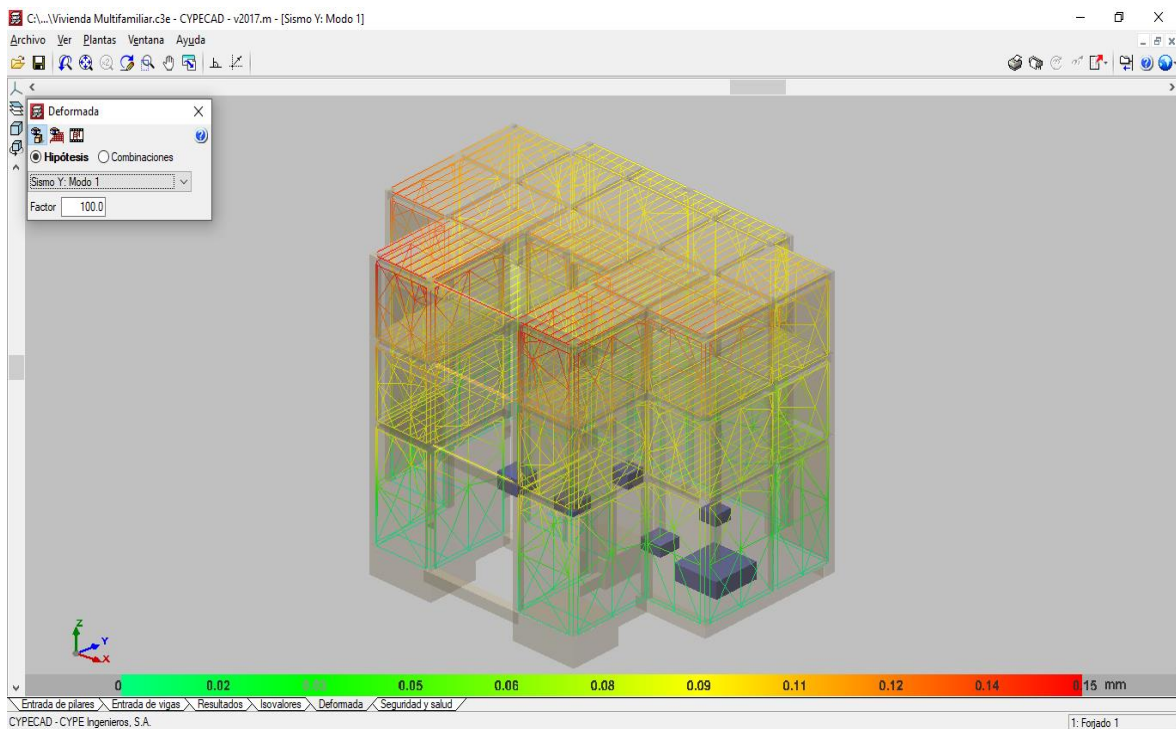 C:\...\Vivienda Multifamiliar.c3e - CYPECAD - v2017.m - [Sismo Y: Modo 1]
Archivo Ver Plantas Ventana Ayuda
Deformada
Hipótesis Combinaciones
Sismo Y: Modo 1
Factor 100.0
Z
Y
X
0 0.02 0.05 0.06 0.08 0.09 0.11 0.12 0.14 0.15 mm
Entrada de pilares Entrada de vigas Resultados Isovalores Deformada Seguridad y salud
CYPECAD - CYPE Ingenieros, S.A. 1: Forjado 1